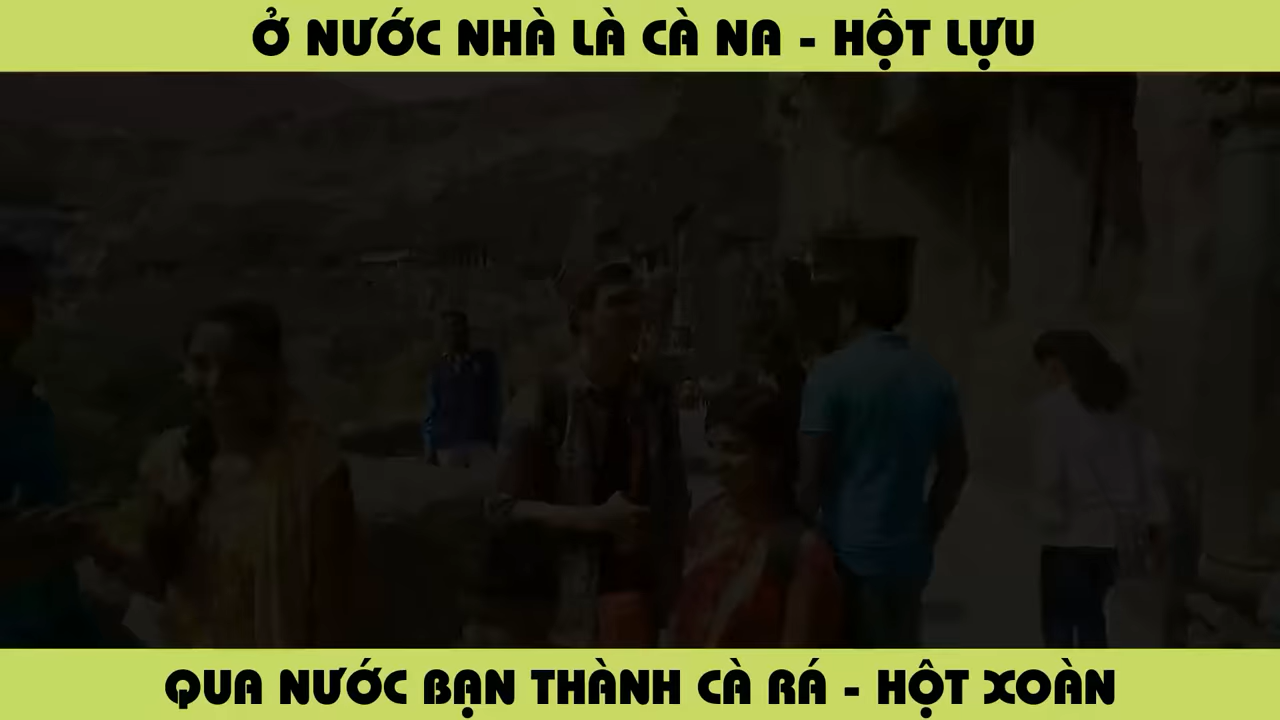 Ở NƯỚC NHÀ LÀ CÀ NA - HỘT LỰU
QUA NƯỚC BẠN THÀNH CÀ RÁ - HỘT XOÀN